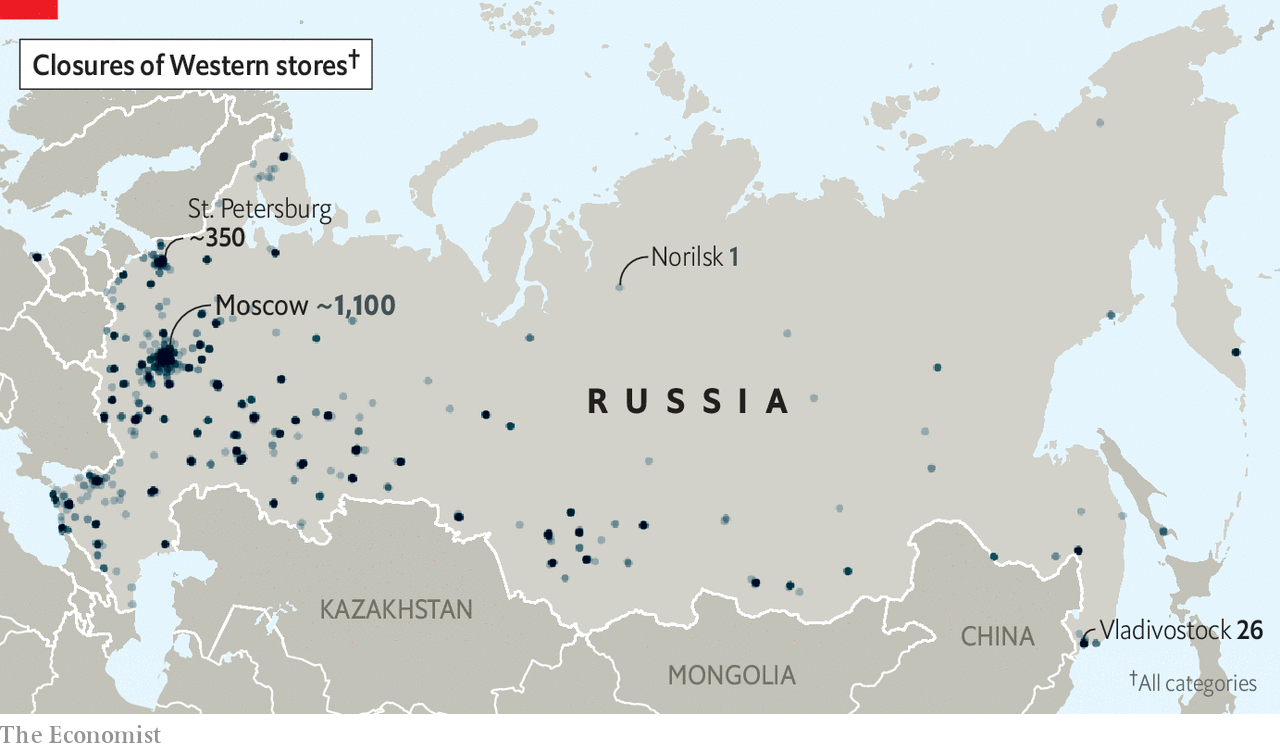 Closures of Western stores†
St. Petersburg
~350
Norilsk 1
Moscow ~1,100
RUSSIA
KAZAKHSTAN
CHINA
Vladivostock 26
MONGOLIA
†All categories
The Economist